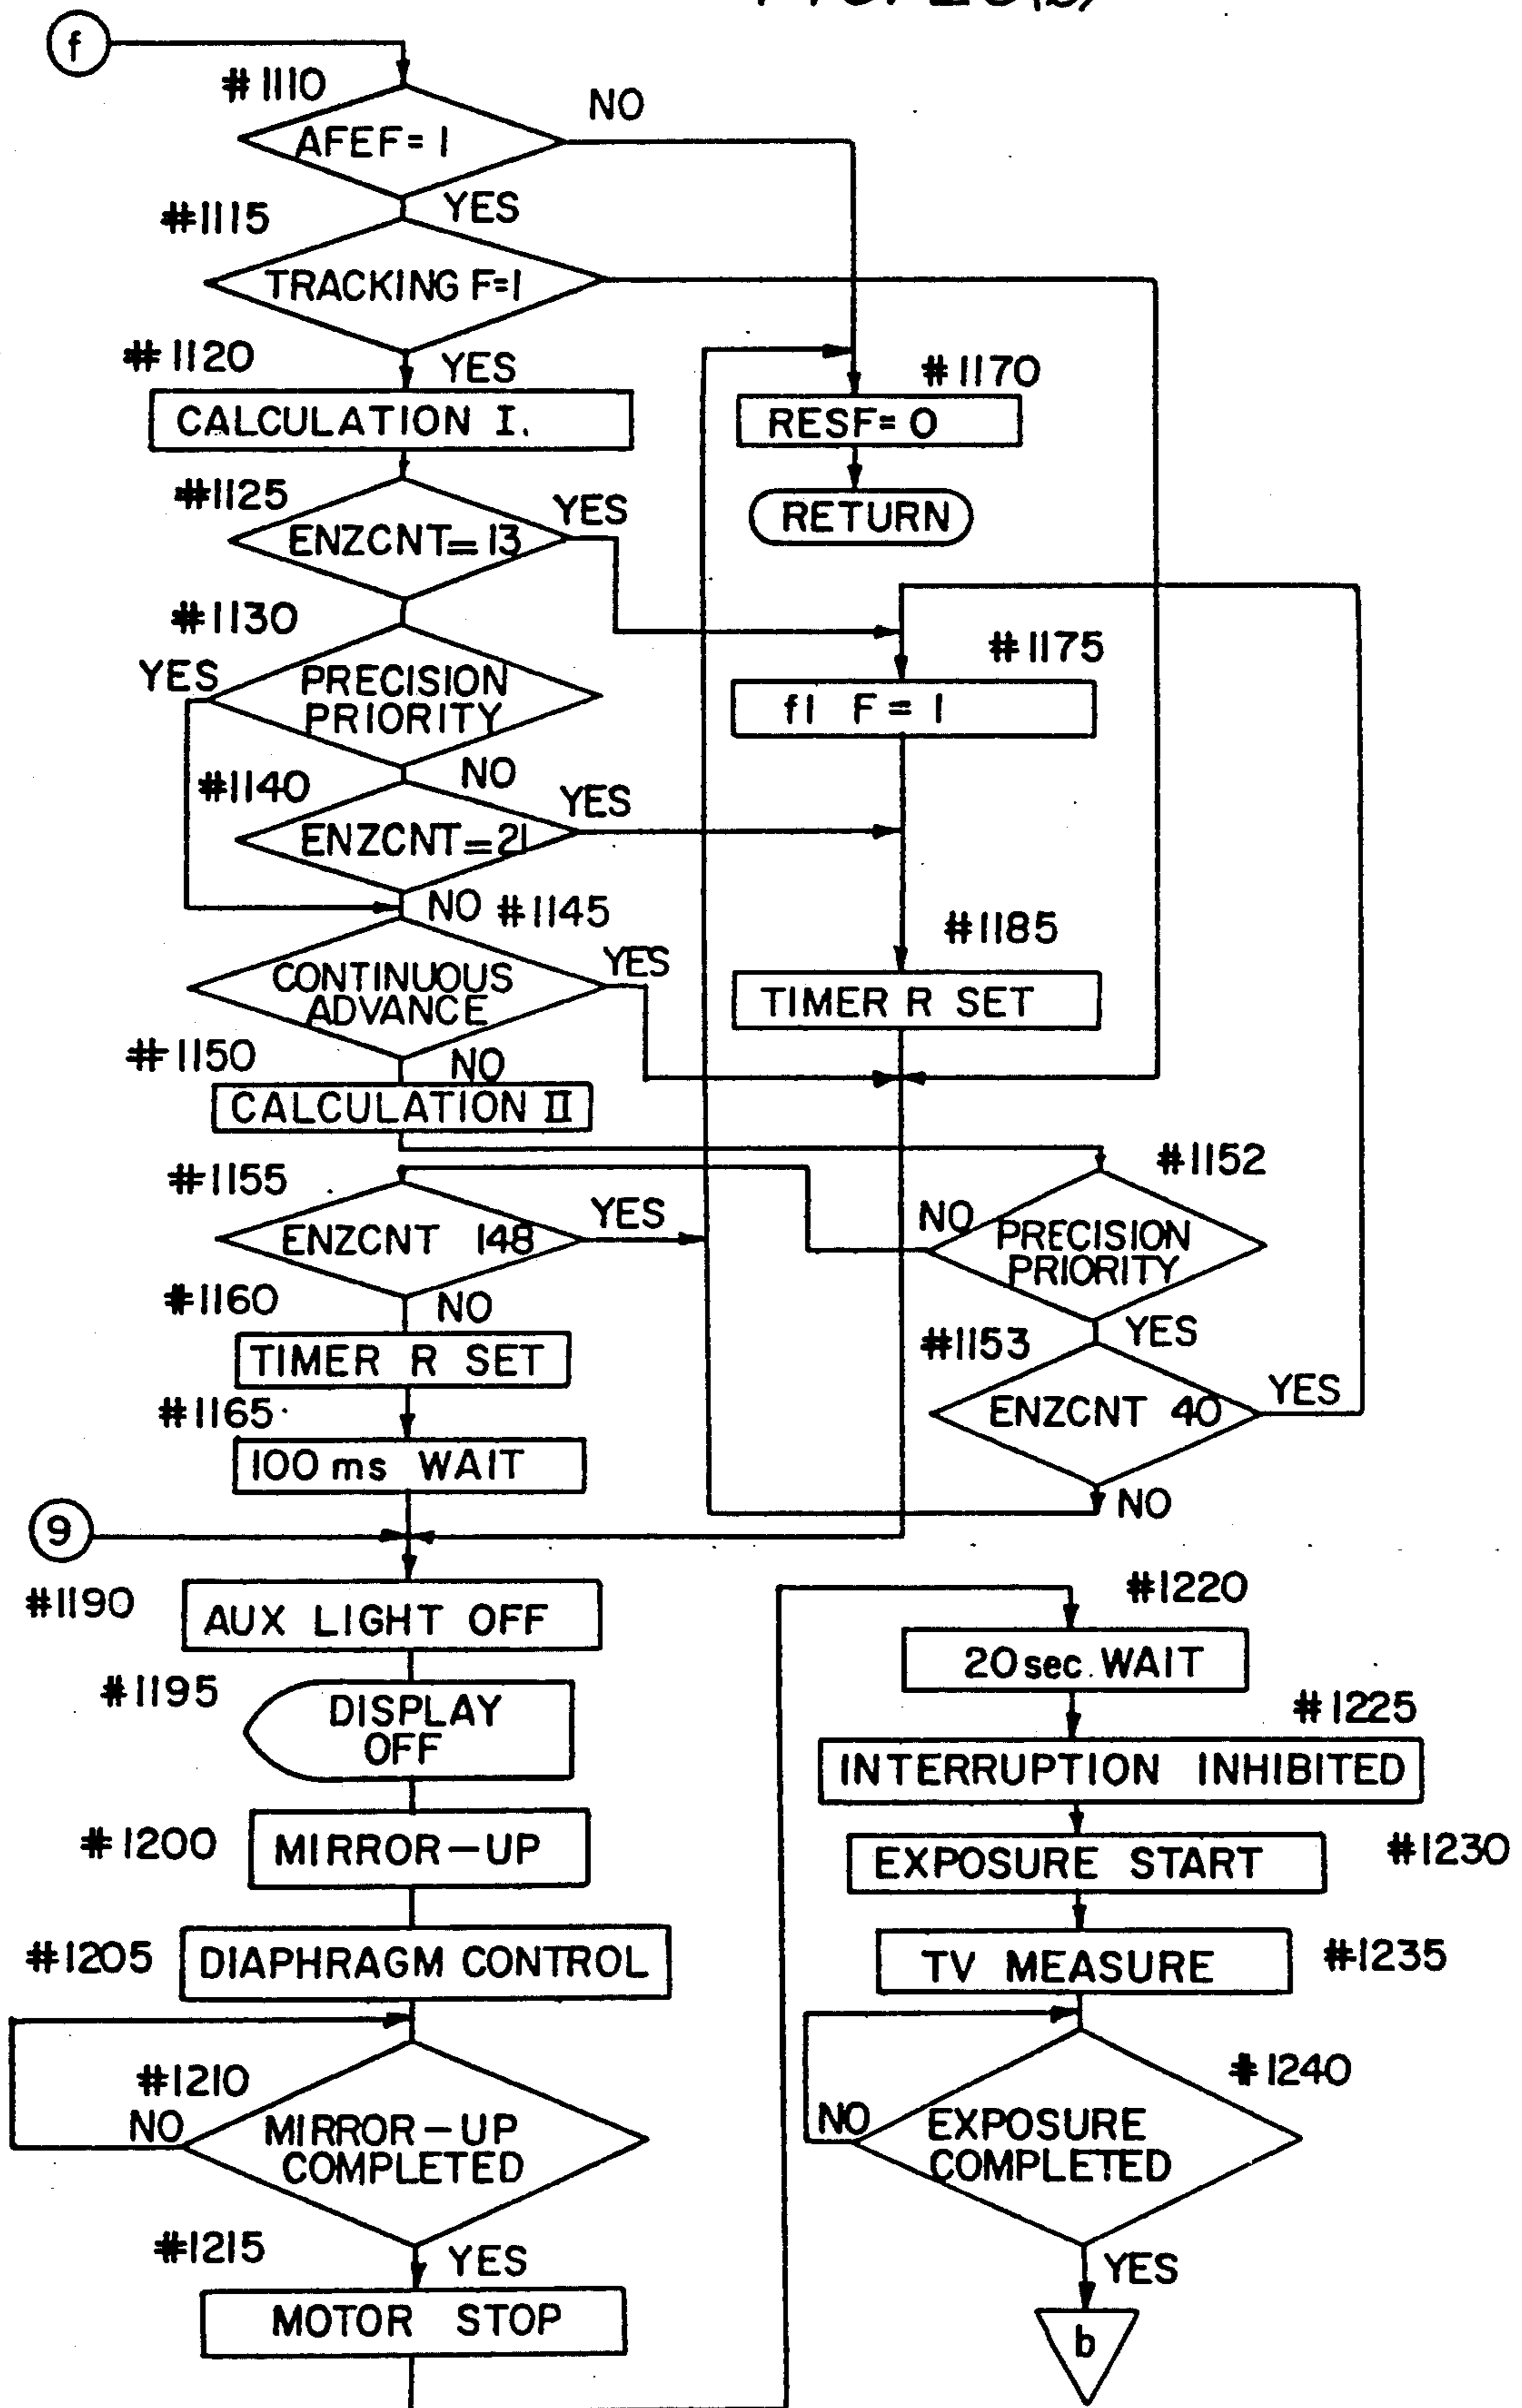 f
#1110
AFEF=1
NO
YES
#1115
TRACKING F=1
#1120
YES
CALCULATION I.
#1170
RESF=0
RETURN
#1125
ENZCNT=13
YES
#1130
YES
PRECISION
PRIORITY
NO
#1175
f1 F=1
#1140
ENZCNT=21
YES
NO
#1145
CONTINUOUS
ADVANCE
YES
#1185
TIMER R SET
#1150
NO
CALCULATION II
#1152
NO
PRECISION
PRIORITY
YES
#1155
ENZCNT 148
YES
NO
#1153
ENZCNT 40
YES
NO
#1160
TIMER R SET
#1165
100ms WAIT
9
#1190
AUX LIGHT OFF
#1195
DISPLAY
OFF
#1200
MIRROR-UP
#1205
DIAPHRAGM CONTROL
#1210
NO
MIRROR-UP
COMPLETED
#1215
YES
MOTOR STOP
#1220
20sec. WAIT
#1225
INTERRUPTION INHIBITED
#1230
EXPOSURE START
#1235
TV MEASURE
#1240
NO
EXPOSURE
COMPLETED
YES
b